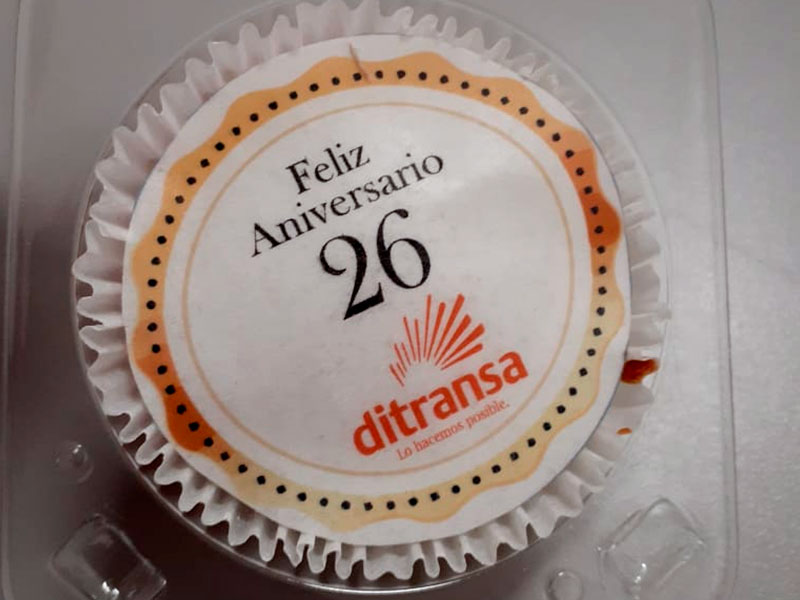 Feliz
Aniversario
26
ditransa
Lo hacemos posible.